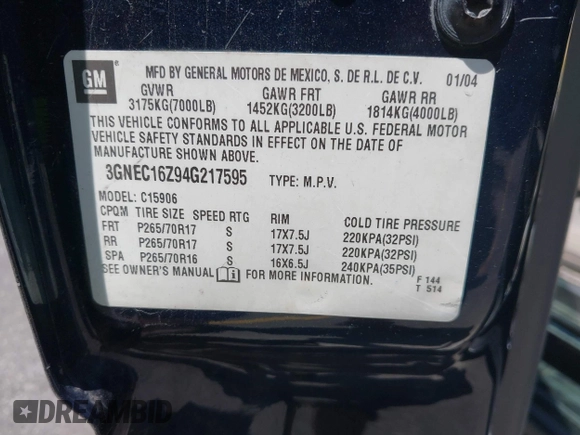 GM
MFD BY GENERAL MOTORS DE MEXICO, S. DE R.L. DE C.V. 01/04
GVWR GAWR FRT GAWR RR
3175KG(7000LB) 1452KG(3200LB) 1814KG(4000LB)
THIS VEHICLE CONFORMS TO ALL APPLICABLE U.S. FEDERAL MOTOR
VEHICLE SAFETY STANDARDS IN EFFECT ON THE DATE OF
MANUFACTURE SHOWN ABOVE.
3GNEC16Z94G217595 TYPE: M.P.V.
MODEL: C15906
CPQM TIRE SIZE SPEED RTG RIM COLD TIRE PRESSURE
FRT P265/70R17 S 17X7.5J 220KPA(32PSI)
RR P265/70R17 S 17X7.5J 220KPA(32PSI)
SPA P265/70R16 S 16X6.5J 240KPA(35PSI)
SEE OWNER'S MANUAL FOR MORE INFORMATION.
F 144
T 514
DREAMBID